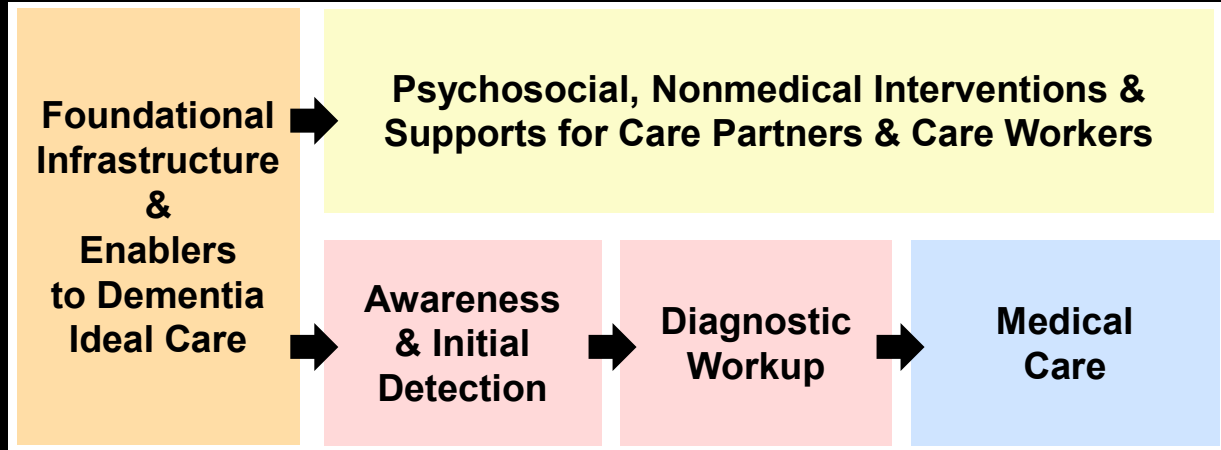 Foundational
Infrastructure
&
Enablers
to Dementia
Ideal Care
Psychosocial, Nonmedical Interventions &
Supports for Care Partners & Care Workers
Awareness
& Initial
Detection
Diagnostic
Workup
Medical
Care